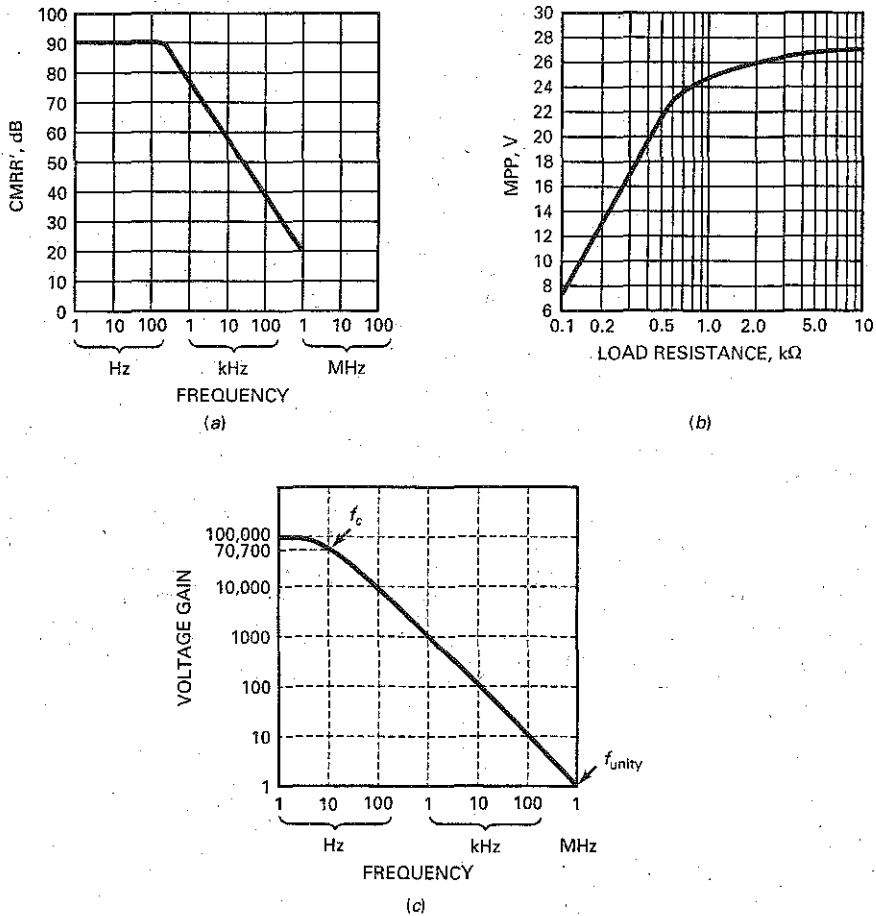 100
90
80
70
60
50
40
30
20
10
0
CMRR', dB
1 10 100 1 10 100 1 10 100
Hz kHz MHz
FREQUENCY
(a)
30
28
26
24
22
20
18
16
14
12
10
8
6
MPP, V
0.1 0.2 0.5 1.0 2.0 5.0 10
LOAD RESISTANCE, kΩ
(b)
100,000
70,700
10,000
1000
100
10
1
VOLTAGE GAIN
fc
funity
1 10 100 1 10 100 1
Hz kHz MHz
FREQUENCY
(c)